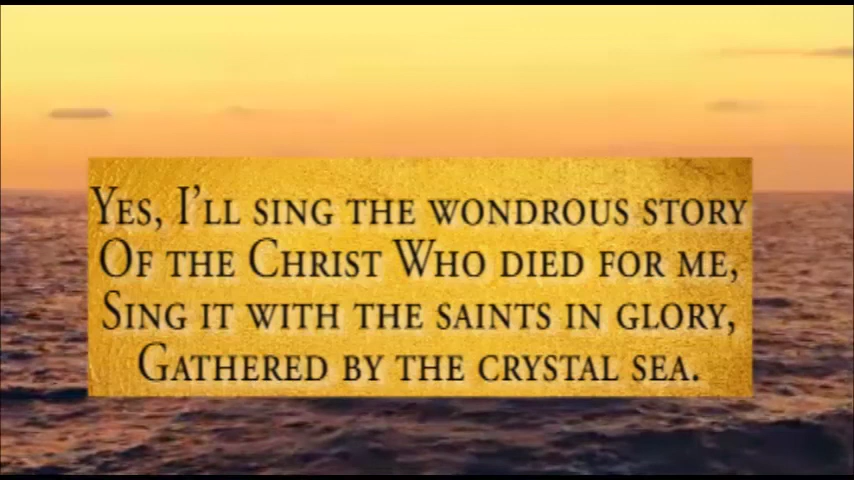 Yes, I'll sing the wondrous story
Of the Christ Who died for me,
Sing it with the saints in glory,
Gathered by the crystal sea.